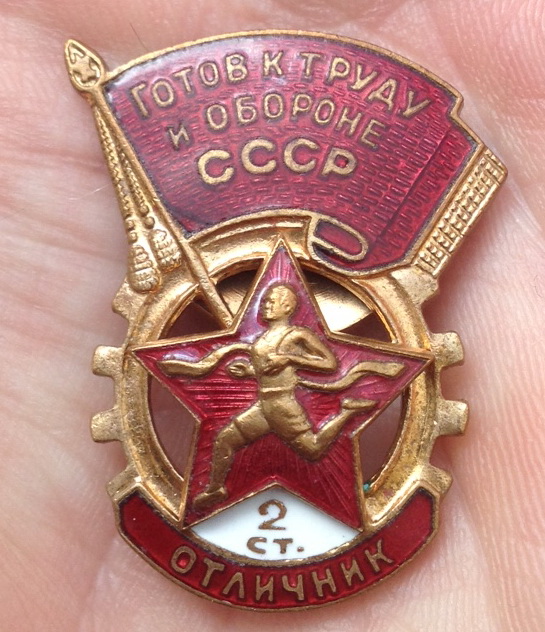 ГОТОВ К ТРУДУ
И ОБОРОНЕ
СССР
2
СТ.
ОТЛИЧНИК